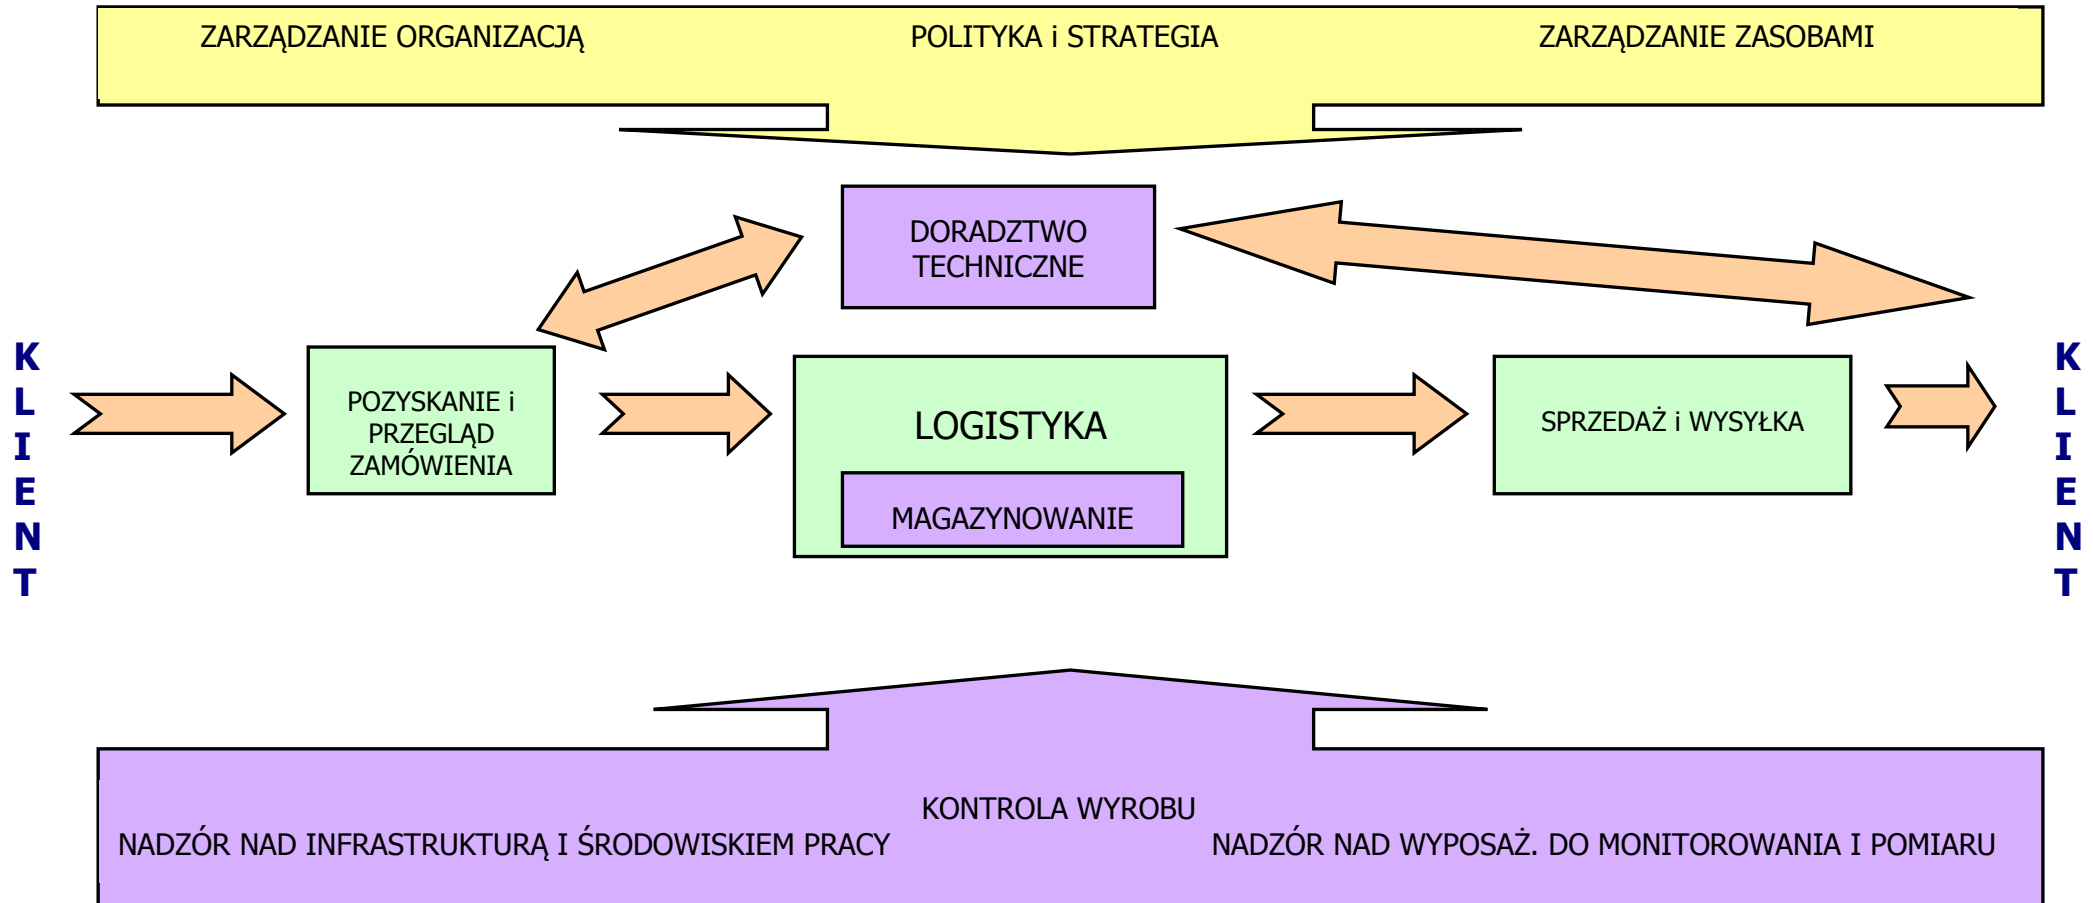 ZARZĄDZANIE ORGANIZACJĄ
POLITYKA i STRATEGIA
ZARZĄDZANIE ZASOBAMI
DORADZTWO
TECHNICZNE
K
L
I
E
N
T
POZYSKANIE i
PRZEGLĄD
ZAMÓWIENIA
LOGISTYKA
MAGAZYNOWANIE
SPRZEDAŻ i WYSYŁKA
K
L
I
E
N
T
KONTROLA WYROBU
NADZÓR NAD INFRASTRUKTURĄ I ŚRODOWISKIEM PRACY
NADZÓR NAD WYPOSAŻ. DO MONITOROWANIA I POMIARU